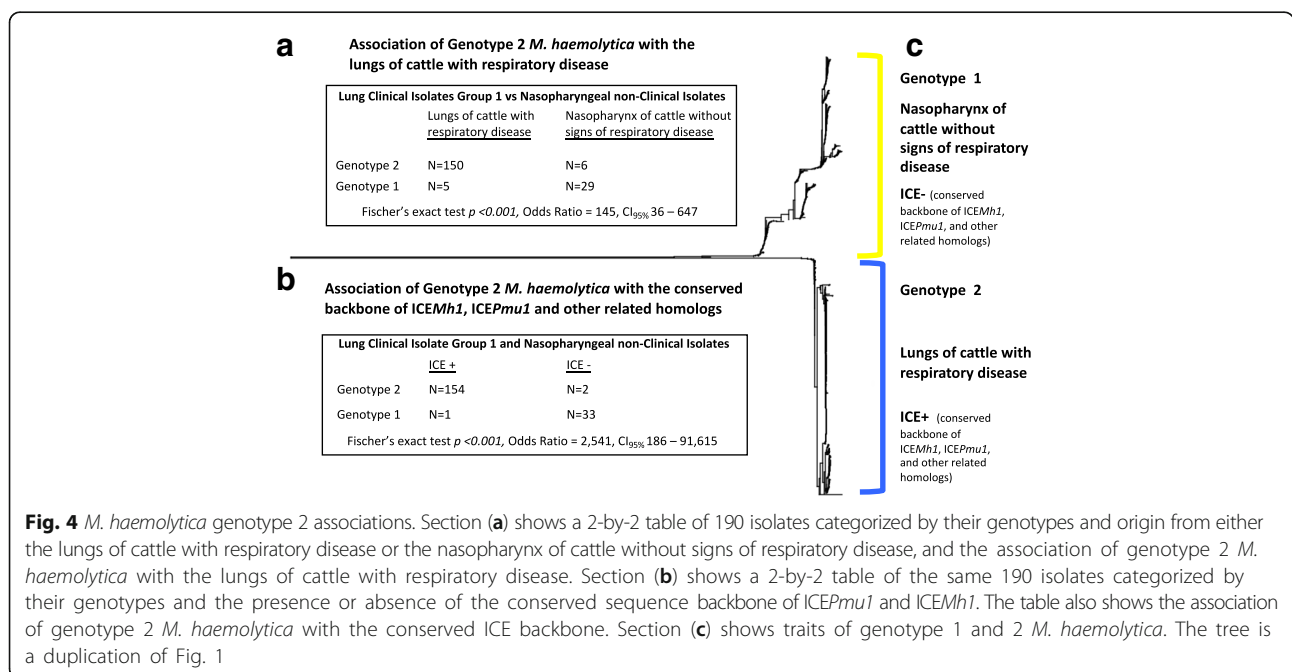 a
Association of Genotype 2 M. haemolytica with the
lungs of cattle with respiratory disease
Lung Clinical Isolates Group 1 vs Nasopharyngeal non-Clinical Isolates
Lungs of cattle with Nasopharynx of cattle without
respiratory disease signs of respiratory disease
Genotype 2 N=150 N=6
Genotype 1 N=5 N=29
Fischer's exact test p <0.001, Odds Ratio = 145, CI95% 36 – 647
b
Association of Genotype 2 M. haemolytica with the conserved
backbone of ICEMh1, ICEPmu1 and other related homologs
Lung Clinical Isolate Group 1 and Nasopharyngeal non-Clinical Isolates
ICE + ICE -
Genotype 2 N=154 N=2
Genotype 1 N=1 N=33
Fischer's exact test p <0.001, Odds Ratio = 2,541, CI95% 186 – 91,615
c
Genotype 1
Nasopharynx of
cattle without
signs of respiratory
disease
ICE- (conserved
backbone of ICEMh1,
ICEPmu1, and other
related homologs)
Genotype 2
Lungs of cattle with
respiratory disease
ICE+ (conserved
backbone of
ICEMh1, ICEPmu1,
and other related
homologs)
Fig. 4 M. haemolytica genotype 2 associations. Section (a) shows a 2-by-2 table of 190 isolates categorized by their genotypes and origin from either
the lungs of cattle with respiratory disease or the nasopharynx of cattle without signs of respiratory disease, and the association of genotype 2 M.
haemolytica with the lungs of cattle with respiratory disease. Section (b) shows a 2-by-2 table of the same 190 isolates categorized by
their genotypes and the presence or absence of the conserved sequence backbone of ICEPmu1 and ICEMh1. The table also shows the association
of genotype 2 M. haemolytica with the conserved ICE backbone. Section (c) shows traits of genotype 1 and 2 M. haemolytica. The tree is
a duplication of Fig. 1